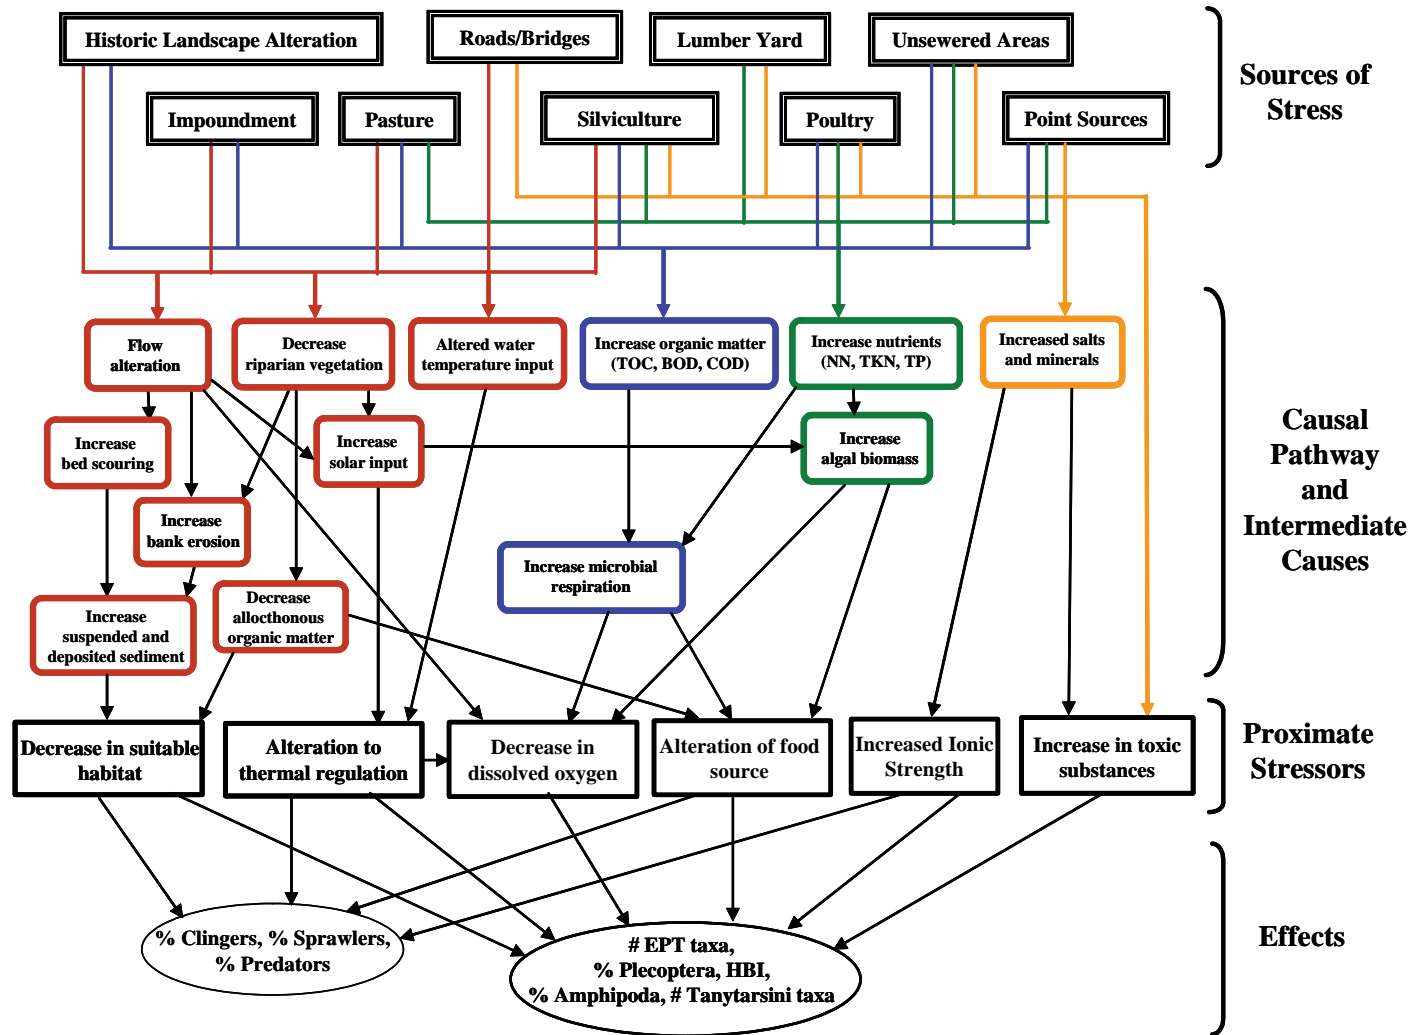 Historic Landscape Alteration
Roads/Bridges
Lumber Yard
Unsewered Areas
Sources of
Stress
Impoundment
Pasture
Silviculture
Poultry
Point Sources
Flow
alteration
Decrease
riparian vegetation
Altered water
temperature input
Increase organic matter
(TOC, BOD, COD)
Increase nutrients
(NN, TKN, TP)
Increased salts
and minerals
Increase
bed scouring
Increase
solar input
Increase
algal biomass
Causal
Pathway
and
Intermediate
Causes
Increase
bank erosion
Increase microbial
respiration
Increase
suspended and
deposited sediment
Decrease
allocthonous
organic matter
Decrease in suitable
habitat
Alteration to
thermal regulation
Decrease in
dissolved oxygen
Alteration of food
source
Increased Ionic
Strength
Increase in toxic
substances
Proximate
Stressors
% Clingers, % Sprawlers,
% Predators
# EPT taxa,
% Plecoptera, HBI,
% Amphipoda, # Tanytarsini taxa
Effects